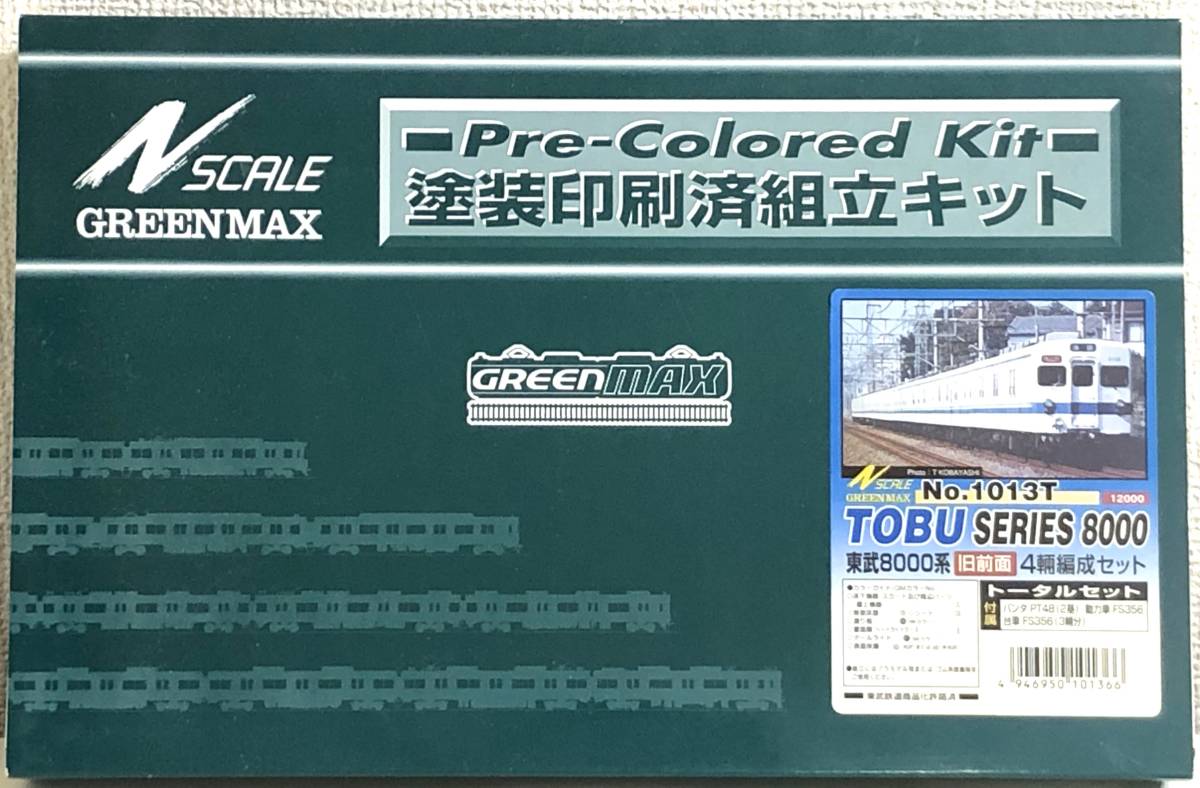 N SCALE
GREENMAX
Pre-Colored Kit
塗装印刷済組立キット
GREENMAX
Photo : T KOBAYASHI
N SCALE
GREENMAX No.1013T 12000
TOBU SERIES 8000
東武8000系 旧前面 4輛編成セット
トータルセット
付属
パンタ PT48(2基) 動力車 FS356
台車 FS356(3輛分)
4 946950 101366
東武鉄道商品化許諾済